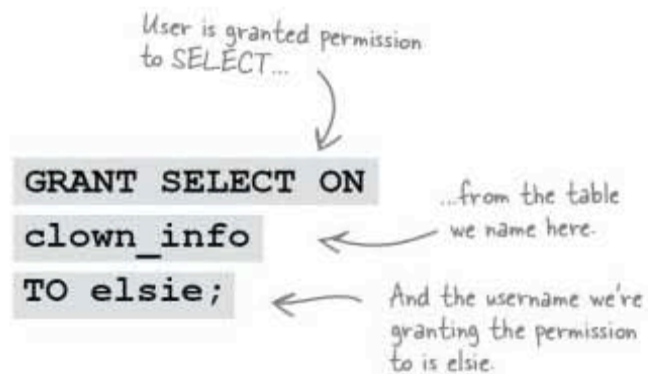 User is granted permission
to SELECT...
GRANT SELECT ON
...from the table
clown_info
we name here.
TO elsie;
And the username we're
granting the permission
to is elsie.